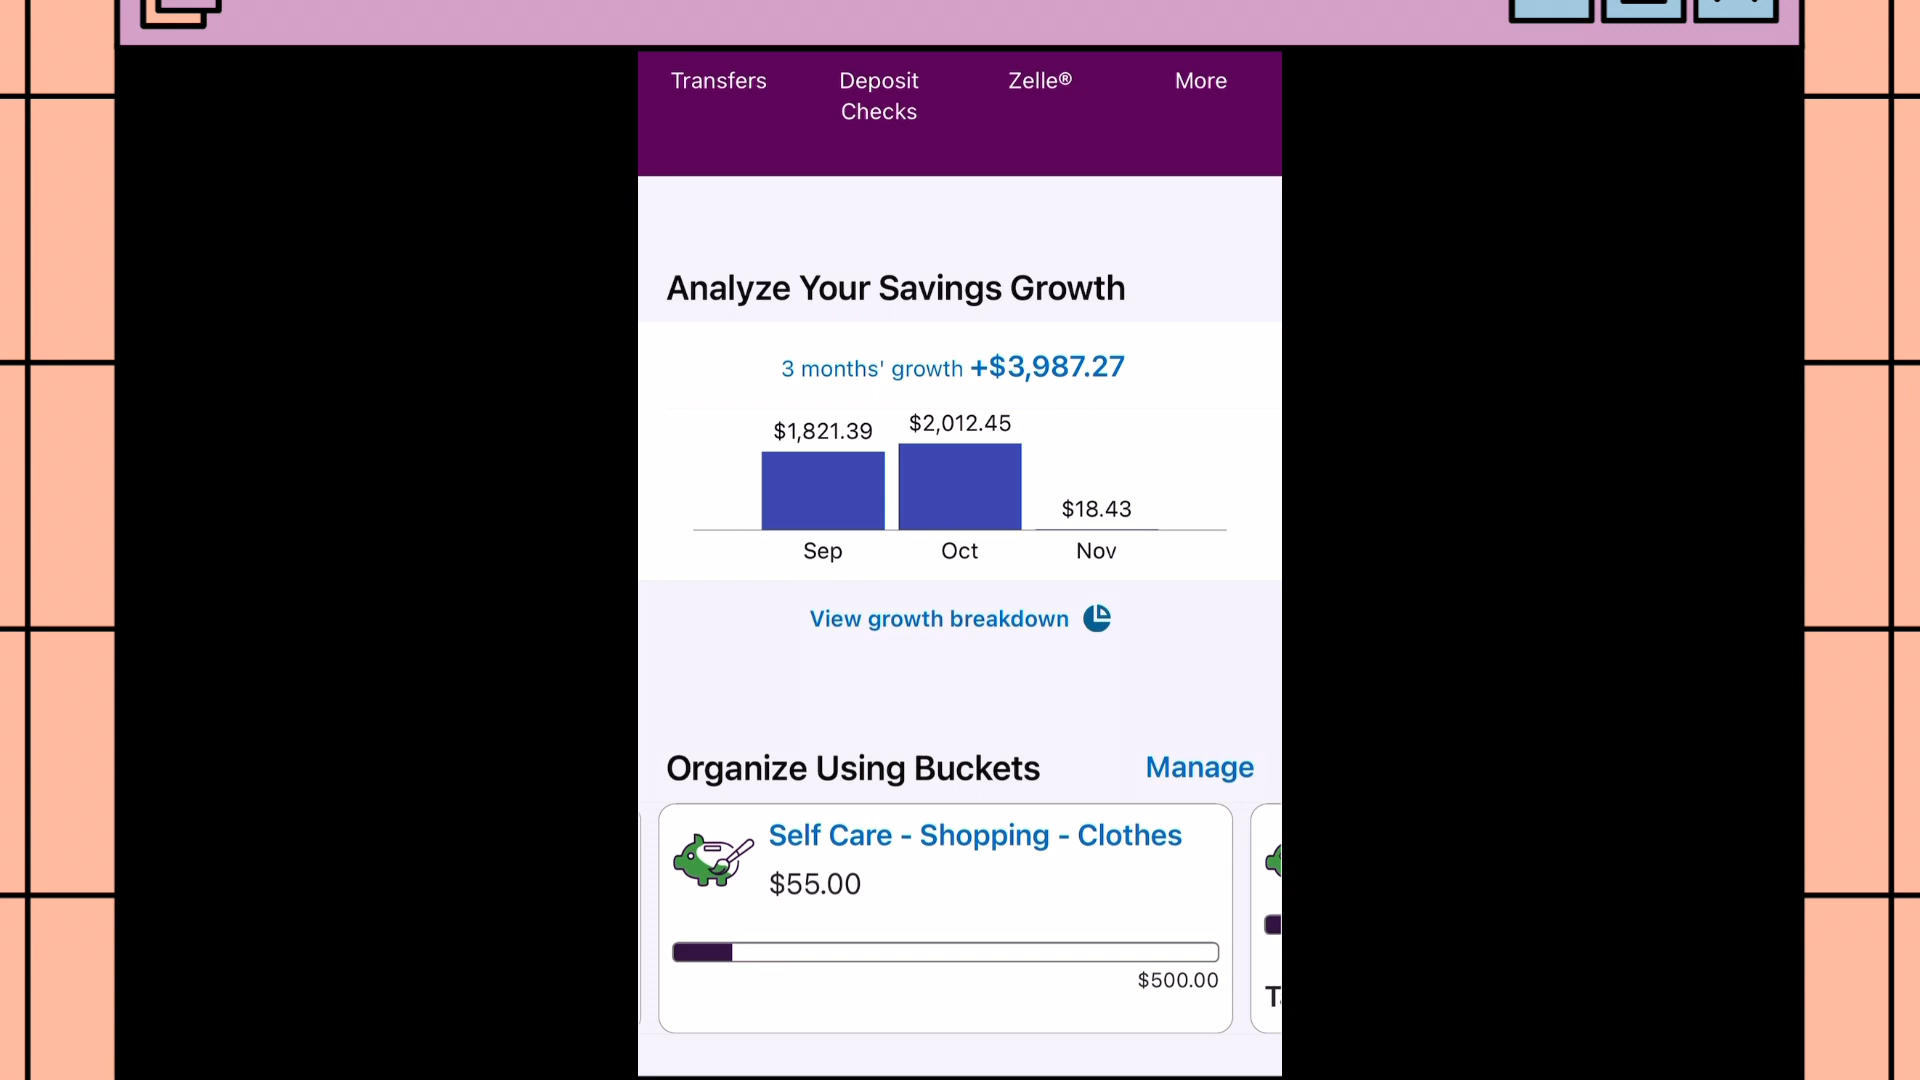 Transfers
Deposit
Checks
Zelle®
More
Analyze Your Savings Growth
3 months' growth +$3,987.27
$1,821.39
$2,012.45
$18.43
Sep
Oct
Nov
View growth breakdown
Organize Using Buckets
Manage
Self Care - Shopping - Clothes
$55.00
$500.00